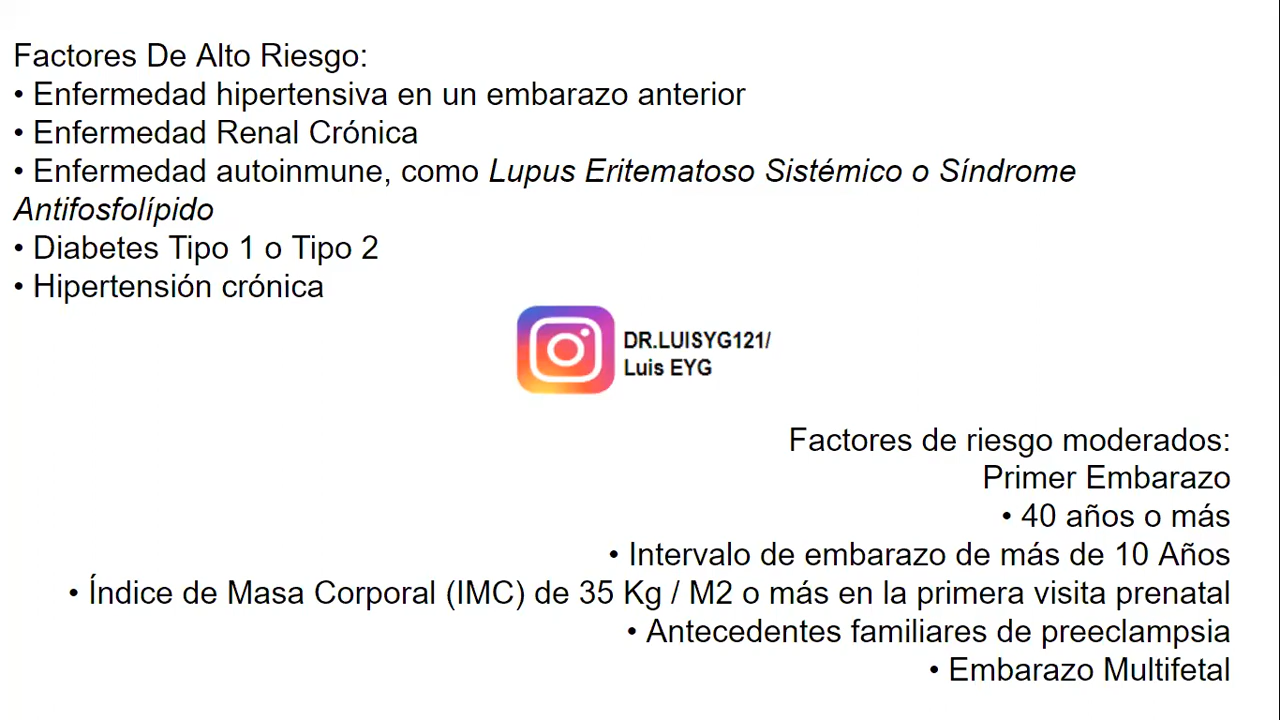 Factores De Alto Riesgo:
• Enfermedad hipertensiva en un embarazo anterior
• Enfermedad Renal Crónica
• Enfermedad autoinmune, como Lupus Eritematoso Sistémico o Síndrome
Antifosfolípido
• Diabetes Tipo 1 o Tipo 2
• Hipertensión crónica
DR.LUISYG121/
Luis EYG
Factores de riesgo moderados:
Primer Embarazo
• 40 años o más
• Intervalo de embarazo de más de 10 Años
• Índice de Masa Corporal (IMC) de 35 Kg / M2 o más en la primera visita prenatal
• Antecedentes familiares de preeclampsia
• Embarazo Multifetal